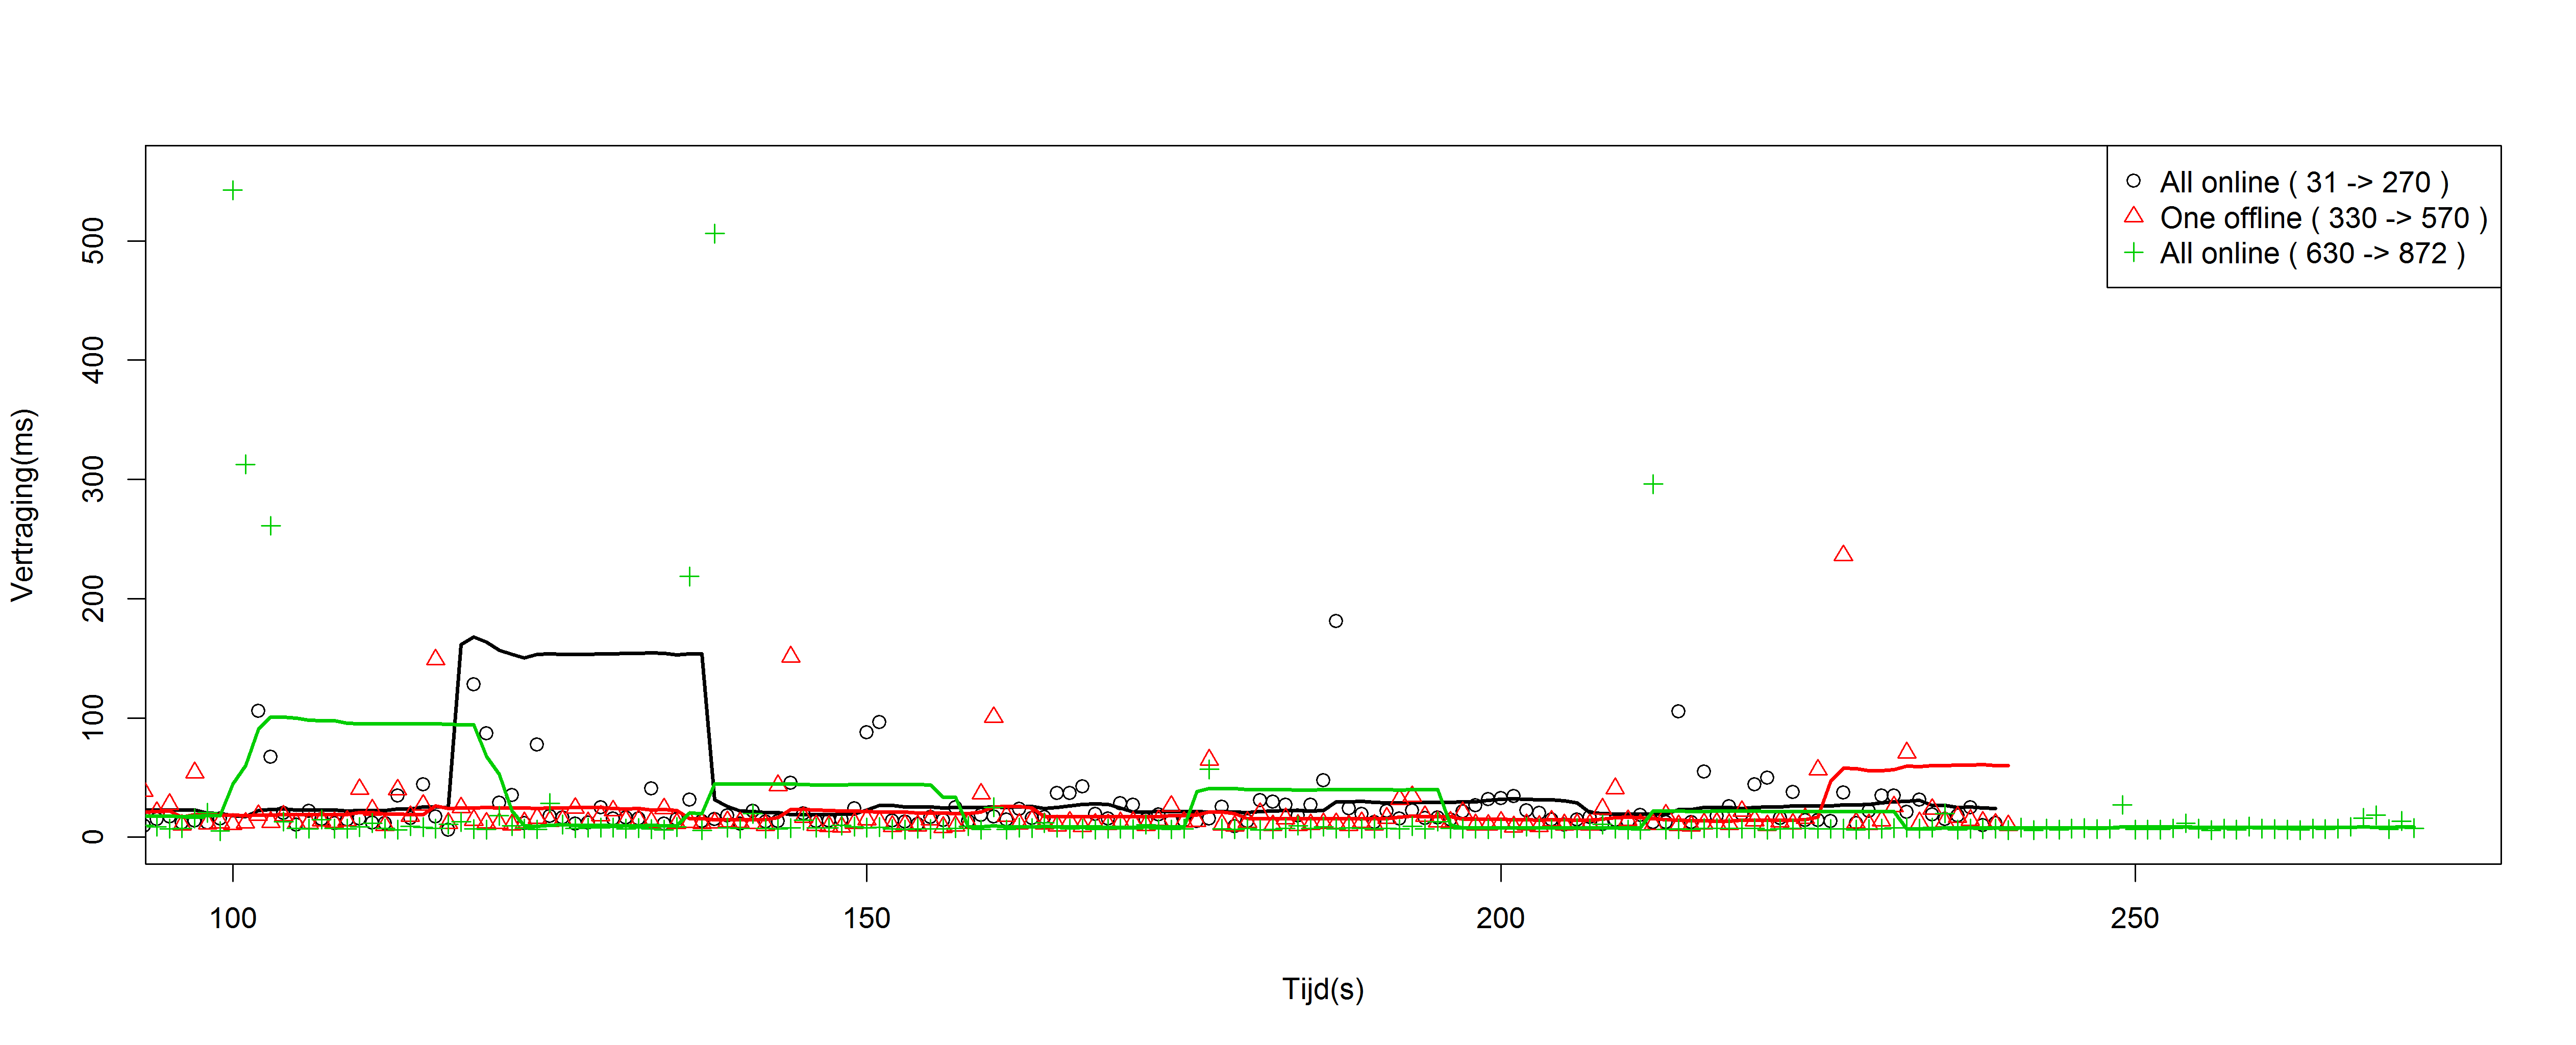 All online ( 31 -> 270 )
One offline ( 330 -> 570 )
All online ( 630 -> 872 )
Vertraging(ms)
500
400
300
200
100
0
100
150
200
250
Tijd(s)